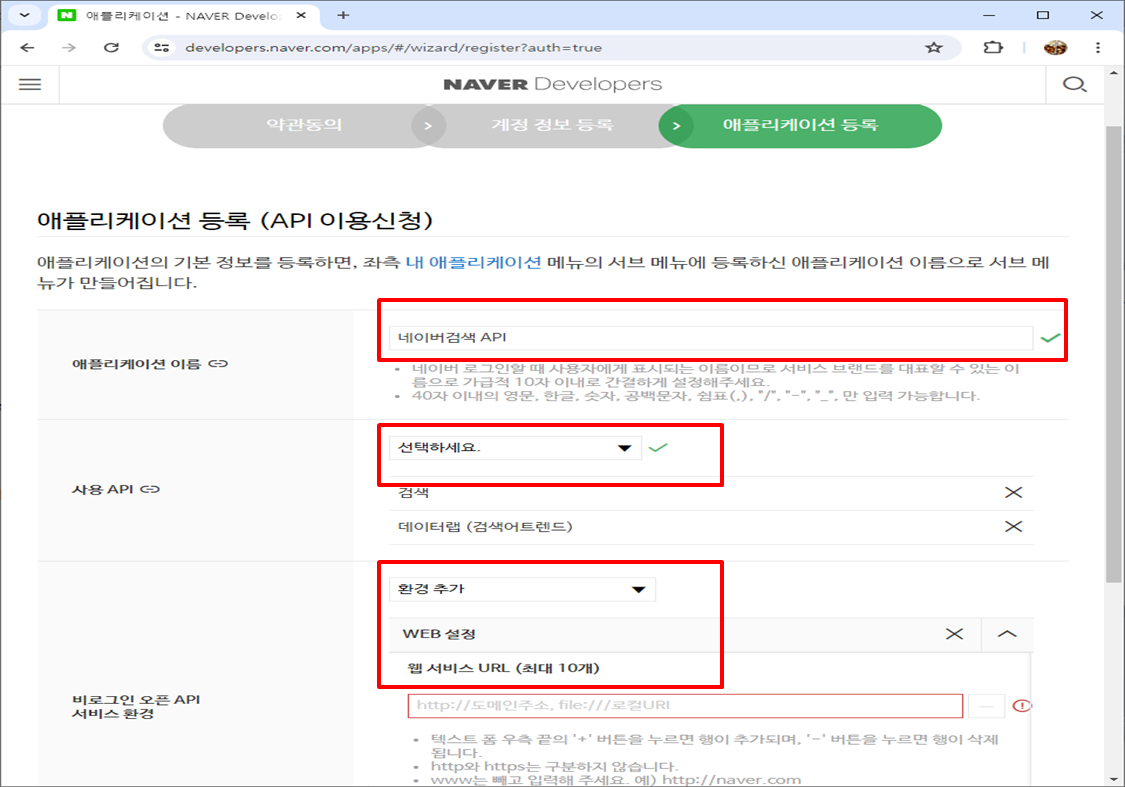 애플리케이션 - NAVER Develo
developers.naver.com/apps/#/wizard/register?auth=true
NAVER Developers
약관동의 > 계정 정보 등록 > 애플리케이션 등록
애플리케이션 등록 (API 이용신청)
애플리케이션의 기본 정보를 등록하면, 좌측 내 애플리케이션 메뉴의 서브 메뉴에 등록하신 애플리케이션 이름으로 서브 메
뉴가 만들어집니다.
애플리케이션 이름
네이버검색 API
• 네이버 로그인할 때 사용자에게 표시되는 이름이므로 서비스 브랜드를 대표할 수 있는 이
름으로 가급적 10자 이내로 간결하게 설정해주세요.
• 40자 이내의 영문, 한글, 숫자, 공백문자, 쉼표(,), "/", "-", "_", 만 입력 가능합니다.
사용 API
선택하세요.
검색
데이터랩 (검색어트렌드)
비로그인 오픈 API
서비스 환경
환경 추가
WEB 설정
웹 서비스 URL (최대 10개)
http://도메인주소, file:///로컬URI
• 텍스트 폼 우측 끝의 '+' 버튼을 누르면 행이 추가되며, '-' 버튼을 누르면 행이 삭제
됩니다.
• http와 https는 구분하지 않습니다.
• www는 빼고 입력해 주세요. 예) http://naver.com